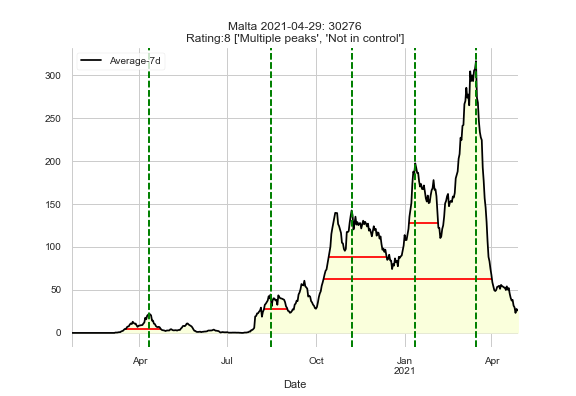 Malta 2021-04-29: 30276
Rating:8 ['Multiple peaks', 'Not in control']
Average-7d
300
250
200
150
100
50
0
Apr Jul Oct Jan Apr
2021
Date